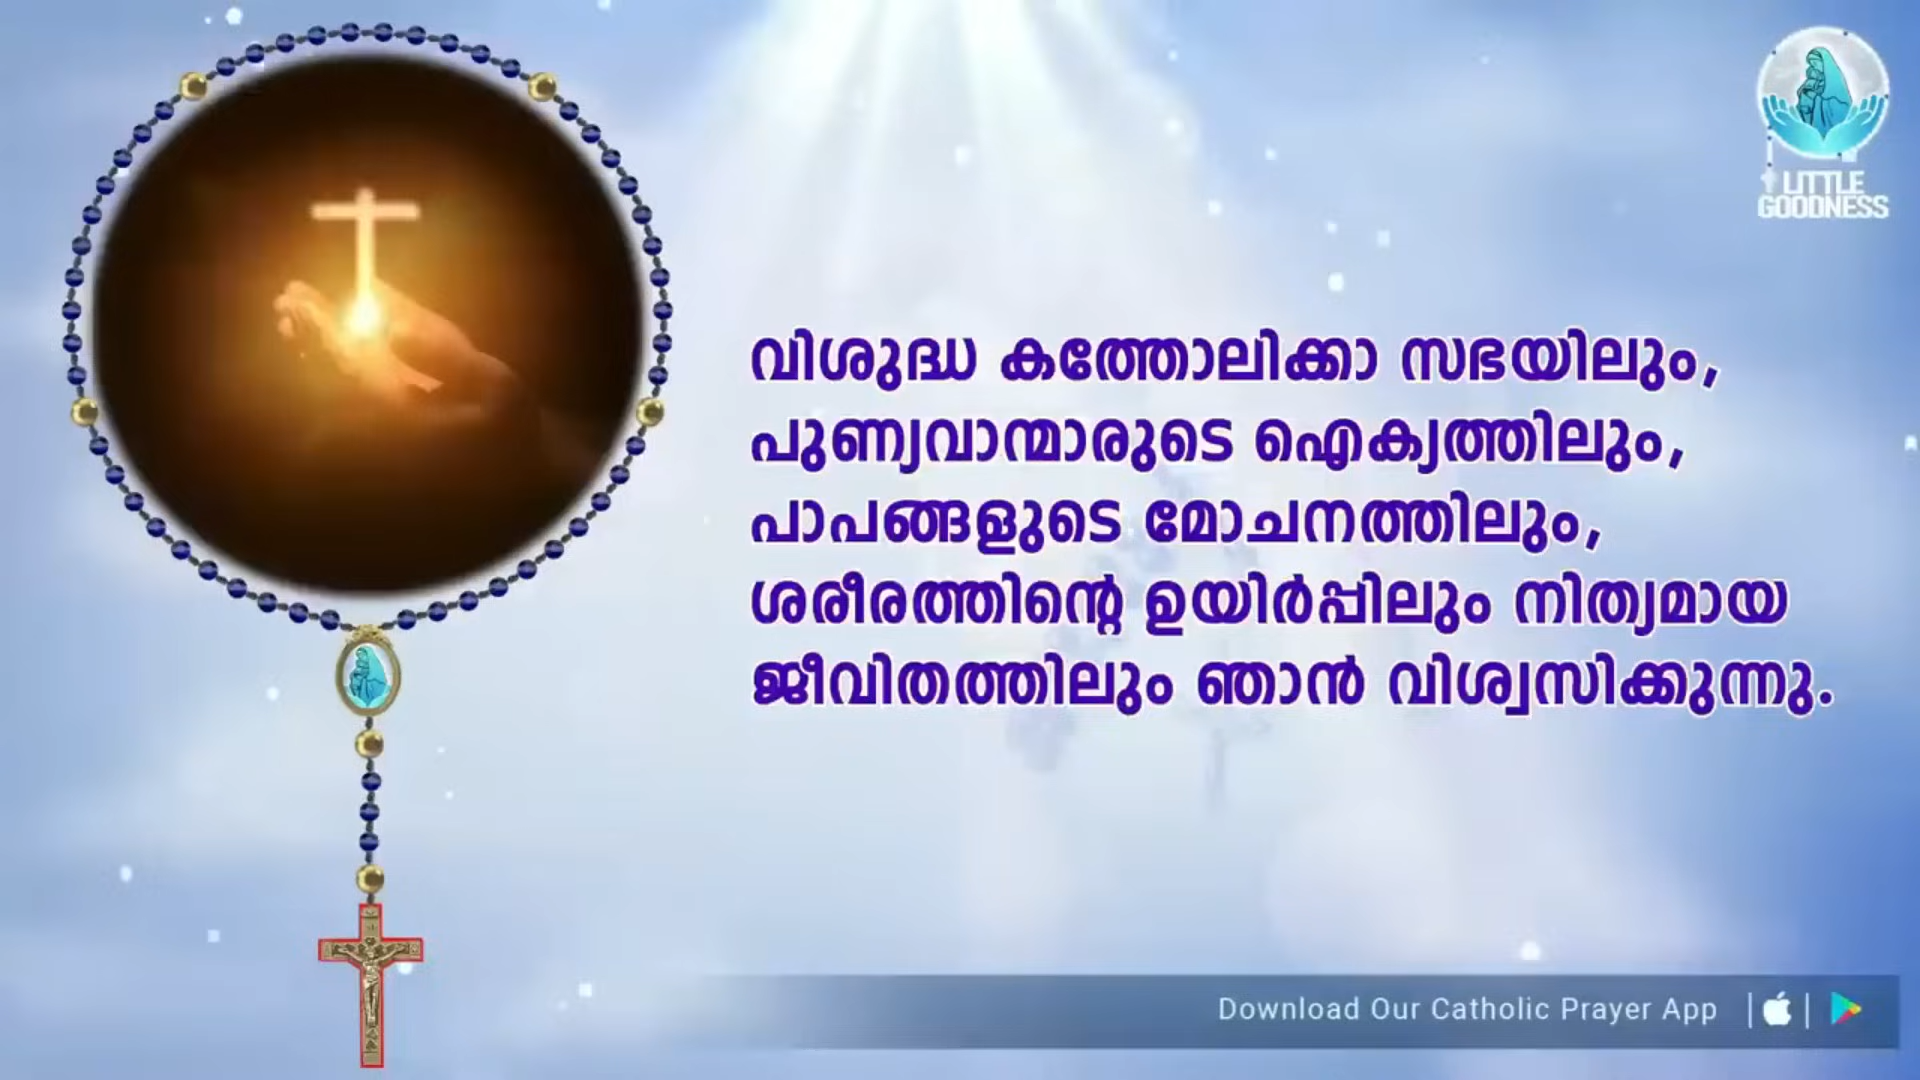 LITTLE
GOODNESS
വിശുദ്ധ കത്തോലിക്കാ സഭയിലും,
പുണ്യവാന്മാരുടെ ഐക്യത്തിലും,
പാപങ്ങളുടെ മോചനത്തിലും,
ശരീരത്തിന്റെ ഉയിർപ്പിലും നിത്യമായ
ജീവിതത്തിലും ഞാൻ വിശ്വസിക്കുന്നു.
Download Our Catholic Prayer App